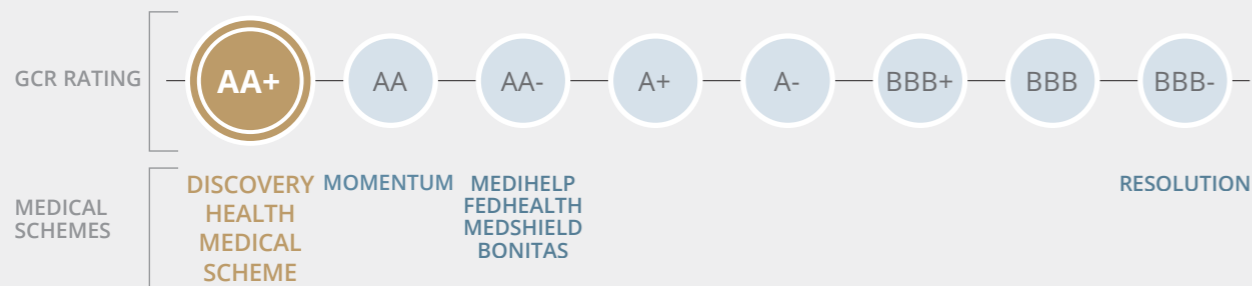 GCR RATING
AA+
AA
AA-
A+
A-
BBB+
BBB
BBB-
MEDICAL
SCHEMES
DISCOVERY
HEALTH
MEDICAL
SCHEME
MOMENTUM
MEDIHELP
FEDHEALTH
MEDSHIELD
BONITAS
RESOLUTION